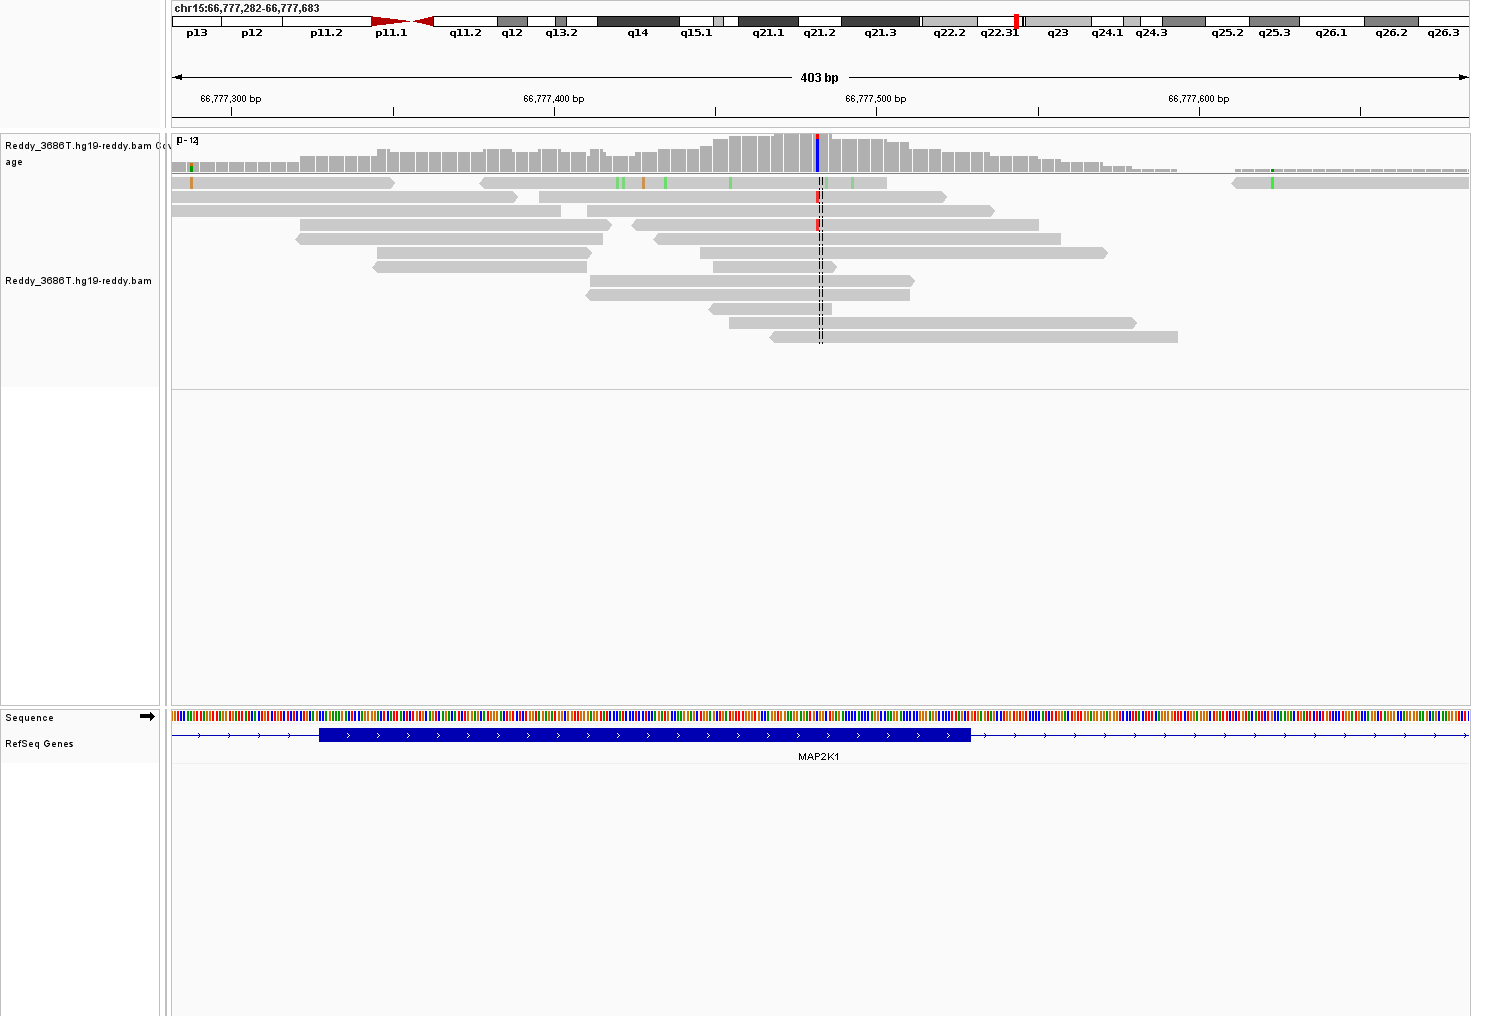 chr15:66,777,282-66,777,683
p13 p12 p11.2 p11.1 q11.2 q12 q13.2 q14 q15.1 q21.1 q21.2 q21.3 q22.2 q22.31 q23 q24.1 q24.3 q25.2 q25.3 q26.1 q26.2 q26.3
403 bp
66,777,300 bp 66,777,400 bp 66,777,500 bp 66,777,600 bp
[0 - 12]
Reddy_3686T.hg19-reddy.bam Cov
age
Reddy_3686T.hg19-reddy.bam
Sequence
RefSeq Genes
MAP2K1